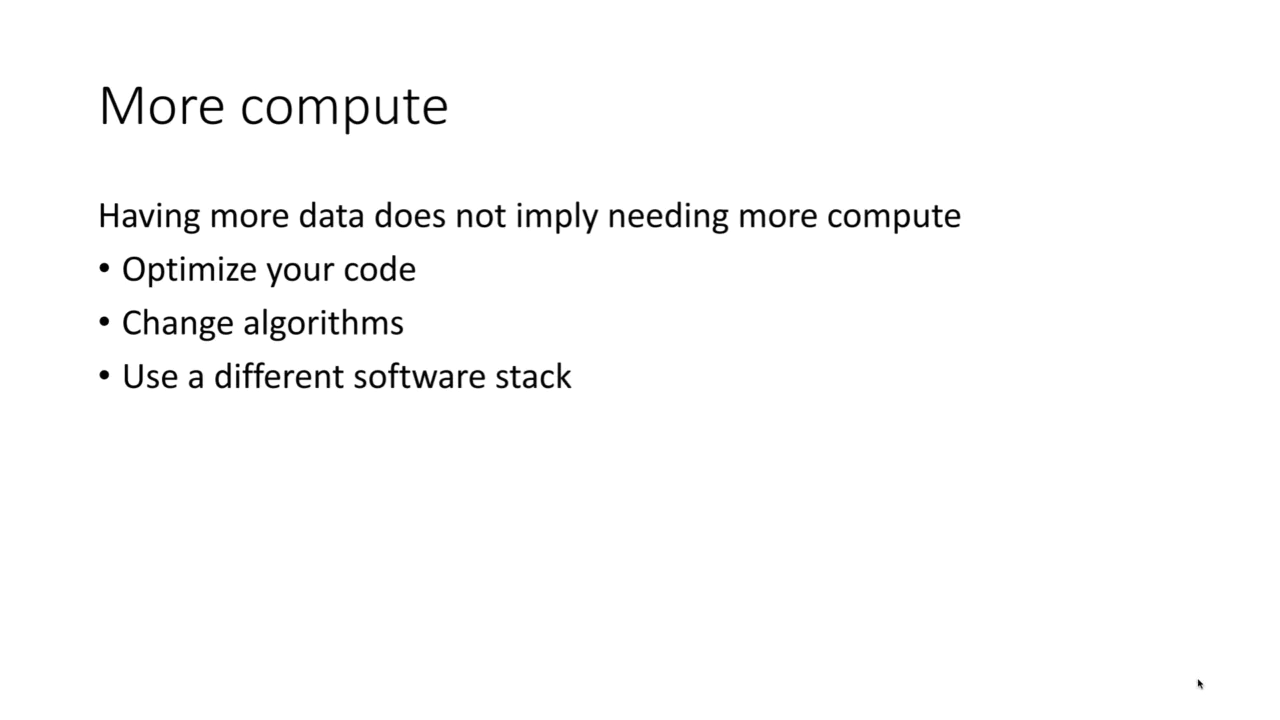 More compute
Having more data does not imply needing more compute
• Optimize your code
• Change algorithms
• Use a different software stack